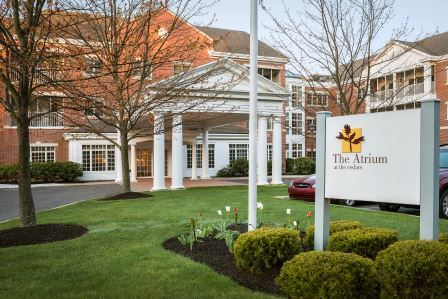 The Atrium
at the cedars